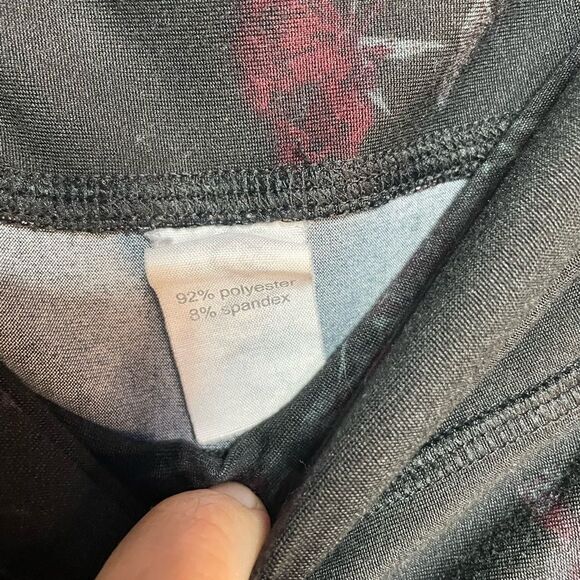 92% polyester
8% spandex